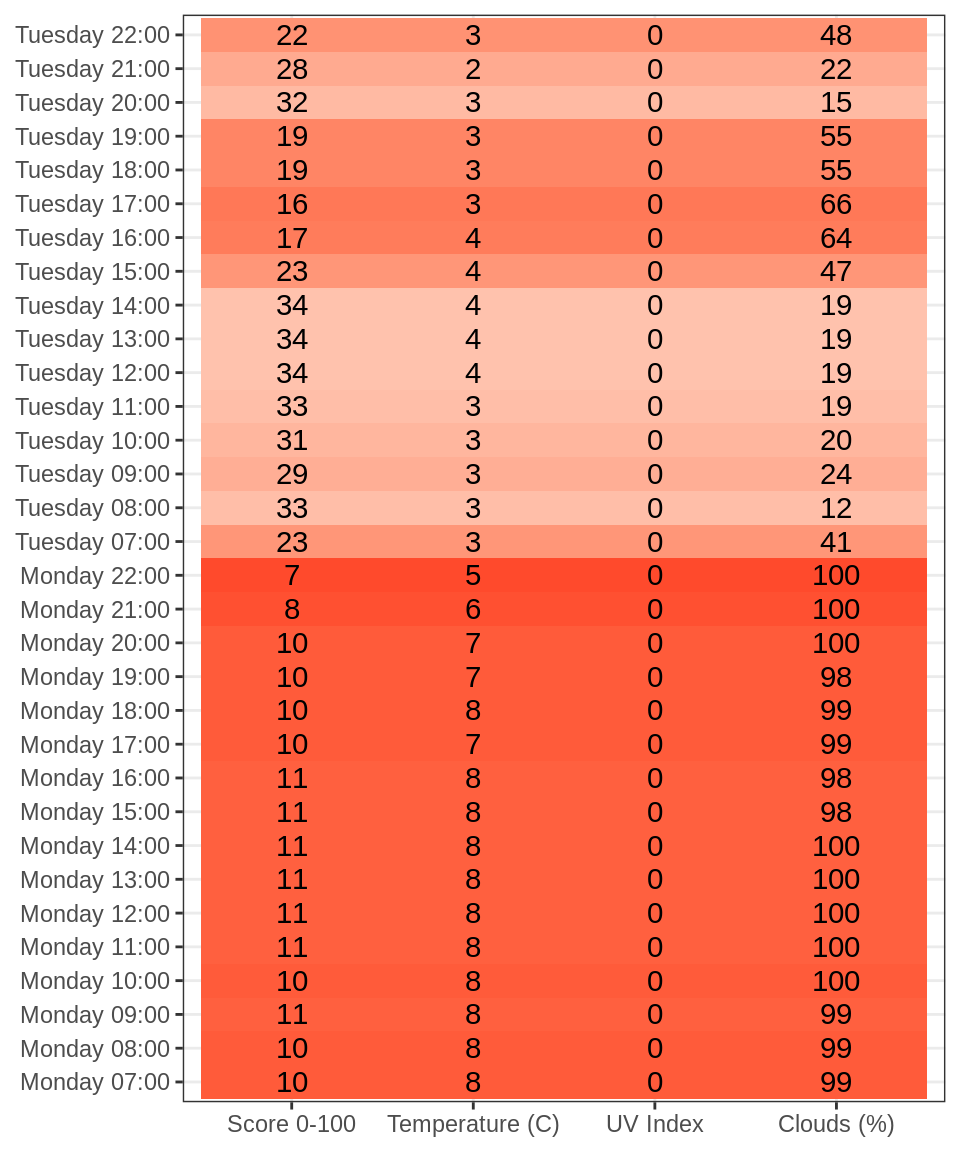 Tuesday 22:00 22 3 0 48
Tuesday 21:00 28 2 0 22
Tuesday 20:00 32 3 0 15
Tuesday 19:00 19 3 0 55
Tuesday 18:00 19 3 0 55
Tuesday 17:00 16 3 0 66
Tuesday 16:00 17 4 0 64
Tuesday 15:00 23 4 0 47
Tuesday 14:00 34 4 0 19
Tuesday 13:00 34 4 0 19
Tuesday 12:00 34 4 0 19
Tuesday 11:00 33 3 0 19
Tuesday 10:00 31 3 0 20
Tuesday 09:00 29 3 0 24
Tuesday 08:00 33 3 0 12
Tuesday 07:00 23 3 0 41
Monday 22:00 7 5 0 100
Monday 21:00 8 6 0 100
Monday 20:00 10 7 0 100
Monday 19:00 10 7 0 98
Monday 18:00 10 8 0 99
Monday 17:00 10 7 0 99
Monday 16:00 11 8 0 98
Monday 15:00 11 8 0 98
Monday 14:00 11 8 0 100
Monday 13:00 11 8 0 100
Monday 12:00 11 8 0 100
Monday 11:00 11 8 0 100
Monday 10:00 10 8 0 100
Monday 09:00 11 8 0 99
Monday 08:00 10 8 0 99
Monday 07:00 10 8 0 99
Score 0-100 Temperature (C) UV Index Clouds (%)